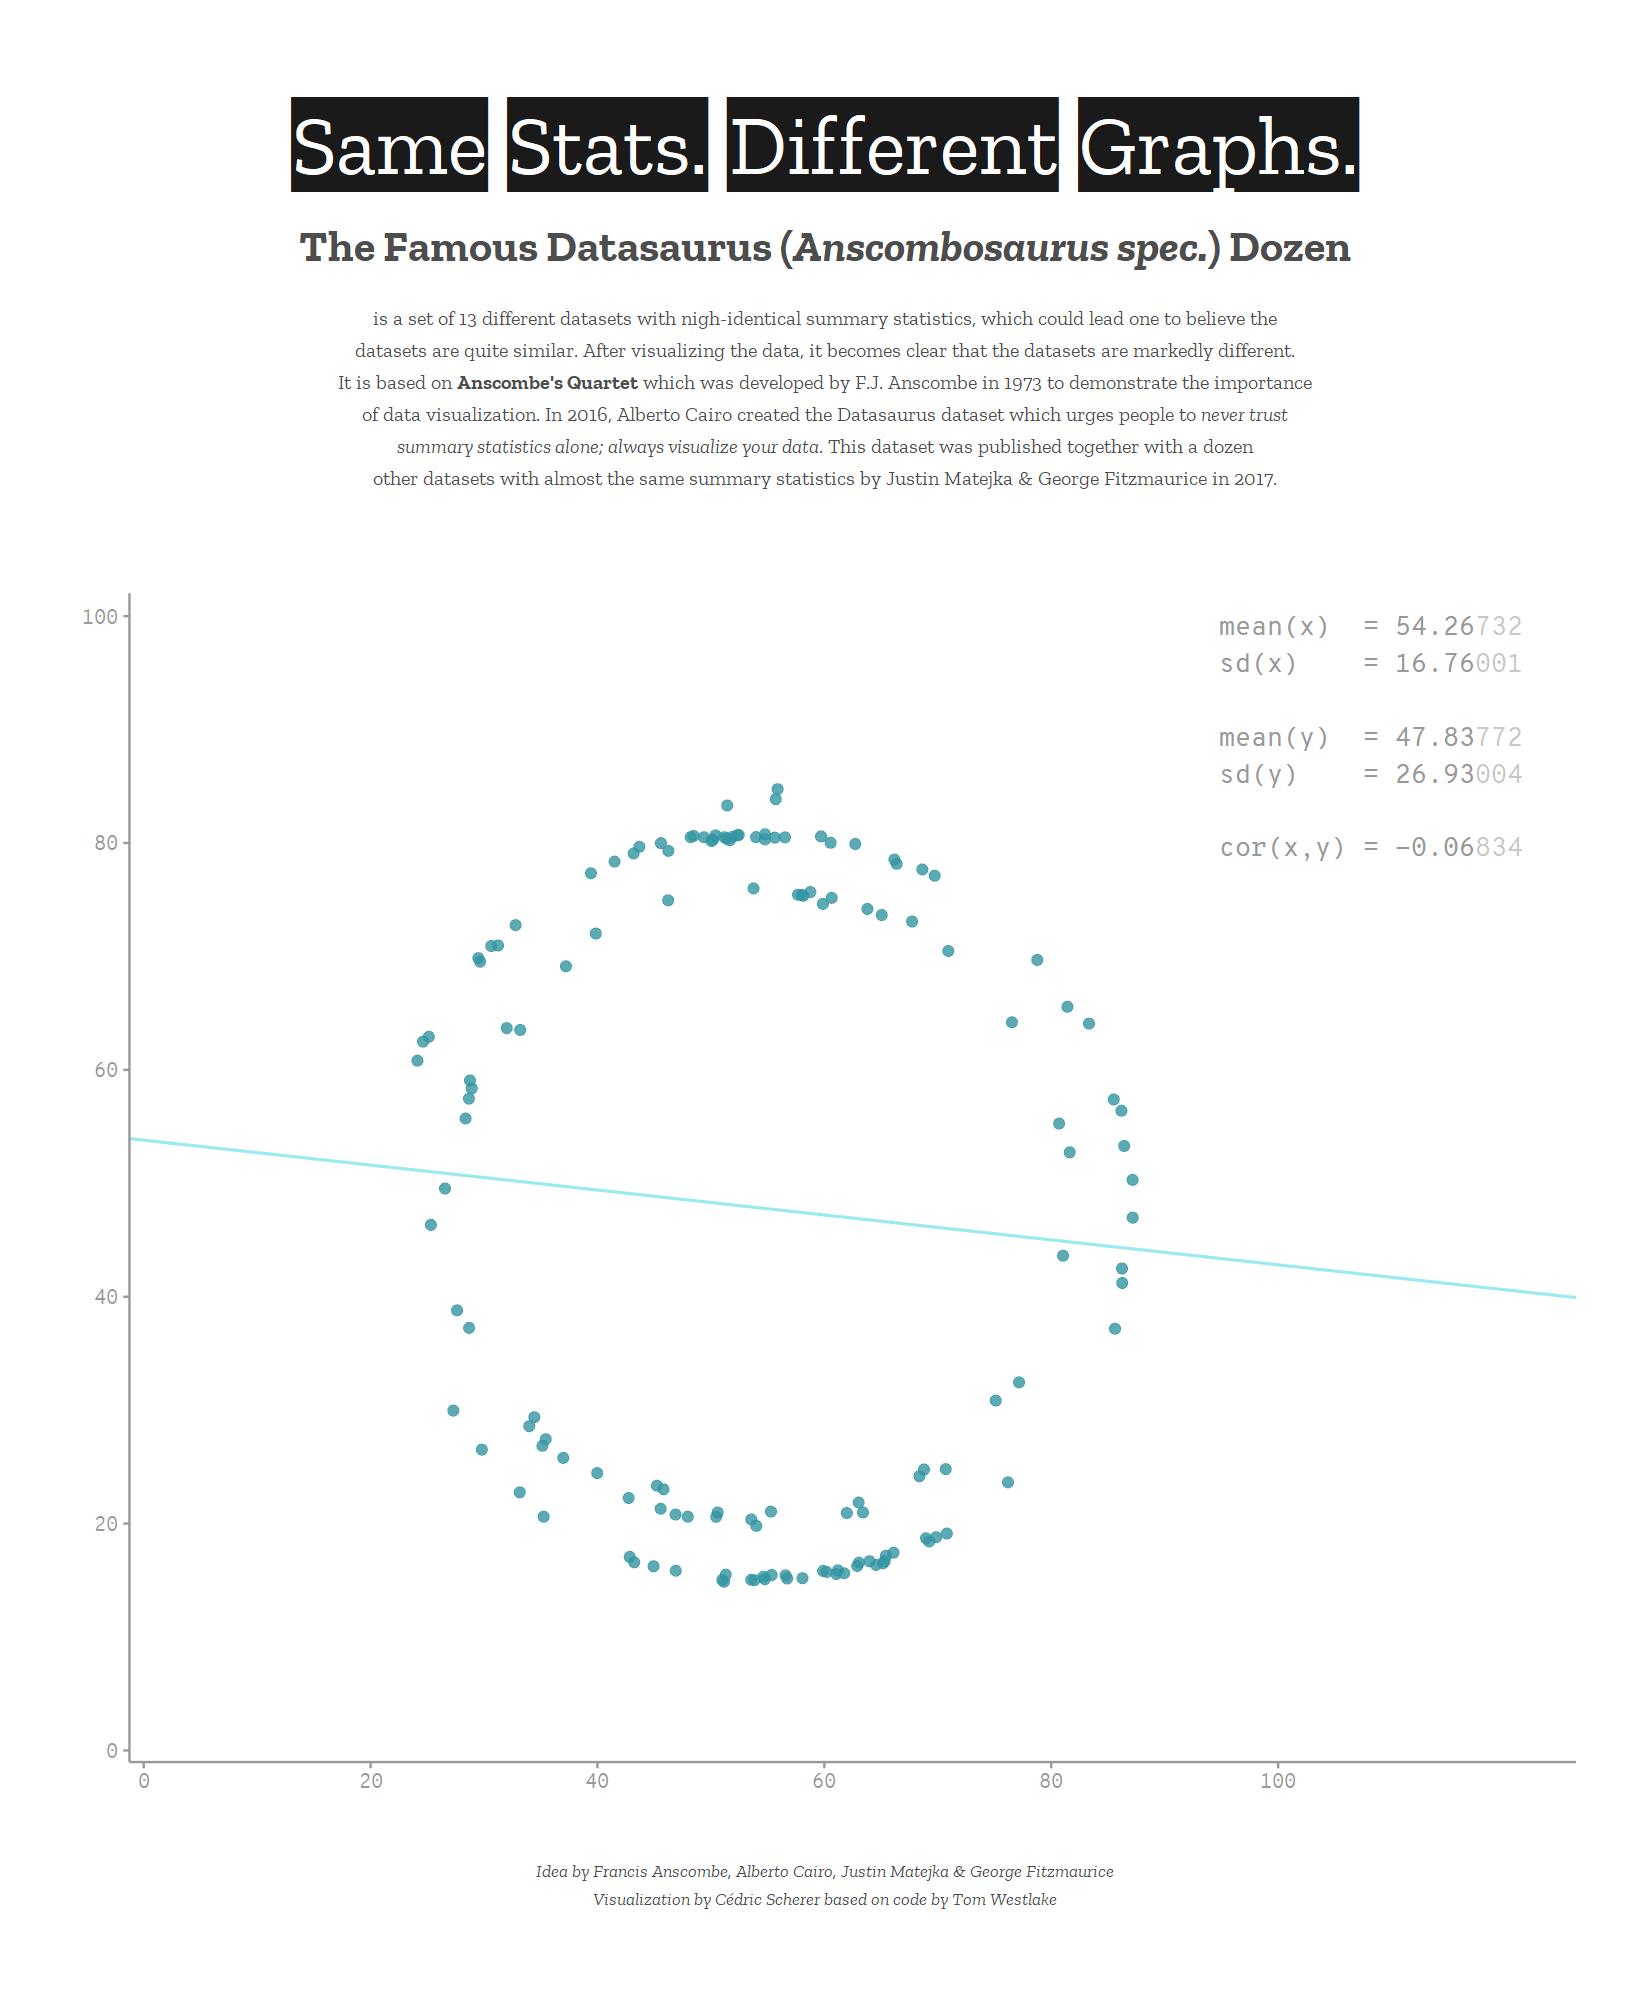 Same Stats. Different Graphs.
The Famous Datasaurus (Anscombosaurus spec.) Dozen
is a set of 13 different datasets with nigh-identical summary statistics, which could lead one to believe the
datasets are quite similar. After visualizing the data, it becomes clear that the datasets are markedly different.
It is based on Anscombe's Quartet which was developed by F.J. Anscombe in 1973 to demonstrate the importance
of data visualization. In 2016, Alberto Cairo created the Datasaurus dataset which urges people to never trust
summary statistics alone; always visualize your data. This dataset was published together with a dozen
other datasets with almost the same summary statistics by Justin Matejka & George Fitzmaurice in 2017.
100
mean(x) = 54.26732
sd(x) = 16.76001
mean(y) = 47.83772
sd(y) = 26.93004
cor(x,y) = −0.06834
80
60
40
20
0
0 20 40 60 80 100
Idea by Francis Anscombe, Alberto Cairo, Justin Matejka & George Fitzmaurice
Visualization by Cédric Scherer based on code by Tom Westlake